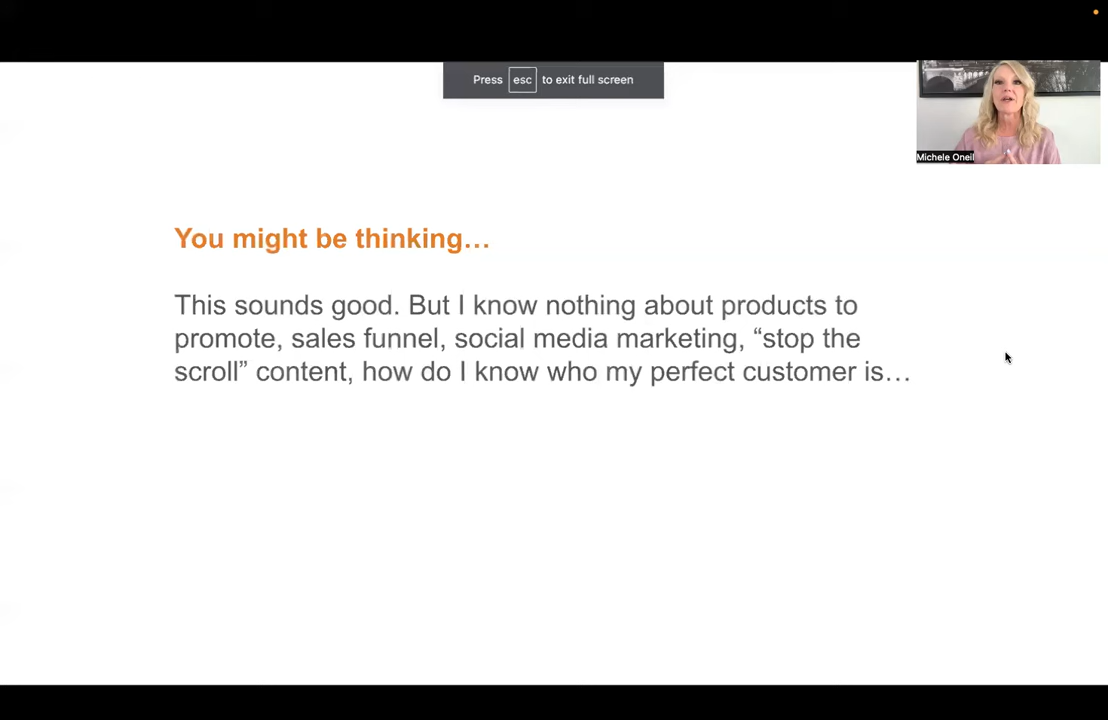 Press esc to exit full screen
Michele Oneil
You might be thinking…
This sounds good. But I know nothing about products to
promote, sales funnel, social media marketing, “stop the
scroll” content, how do I know who my perfect customer is…